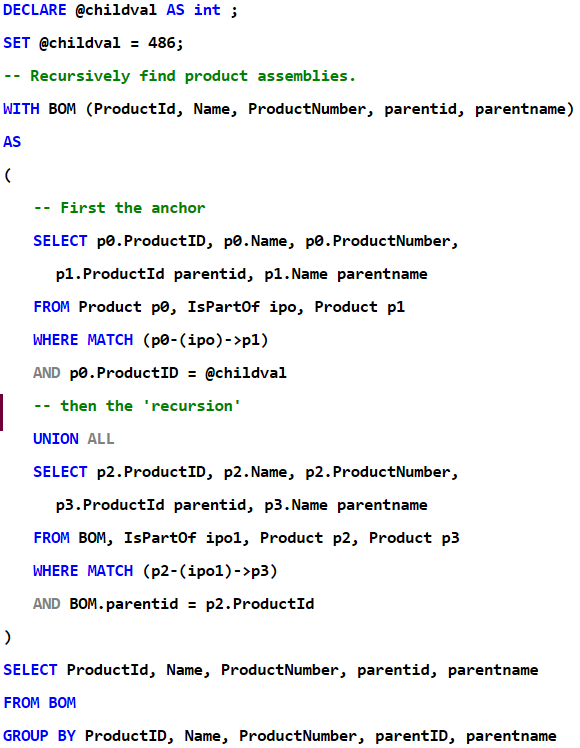 DECLARE @childval AS int ;
SET @childval = 486;
-- Recursively find product assemblies.
WITH BOM (ProductId, Name, ProductNumber, parentid, parentname)
AS
(
-- First the anchor
SELECT p0.ProductID, p0.Name, p0.ProductNumber,
p1.ProductId parentid, p1.Name parentname
FROM Product p0, IsPartOf ipo, Product p1
WHERE MATCH (p0-(ipo)->p1)
AND p0.ProductID = @childval
-- then the 'recursion'
UNION ALL
SELECT p2.ProductID, p2.Name, p2.ProductNumber,
p3.ProductId parentid, p3.Name parentname
FROM BOM, IsPartOf ipo1, Product p2, Product p3
WHERE MATCH (p2-(ipo1)->p3)
AND BOM.parentid = p2.ProductId
)
SELECT ProductId, Name, ProductNumber, parentid, parentname
FROM BOM
GROUP BY ProductID, Name, ProductNumber, parentID, parentname